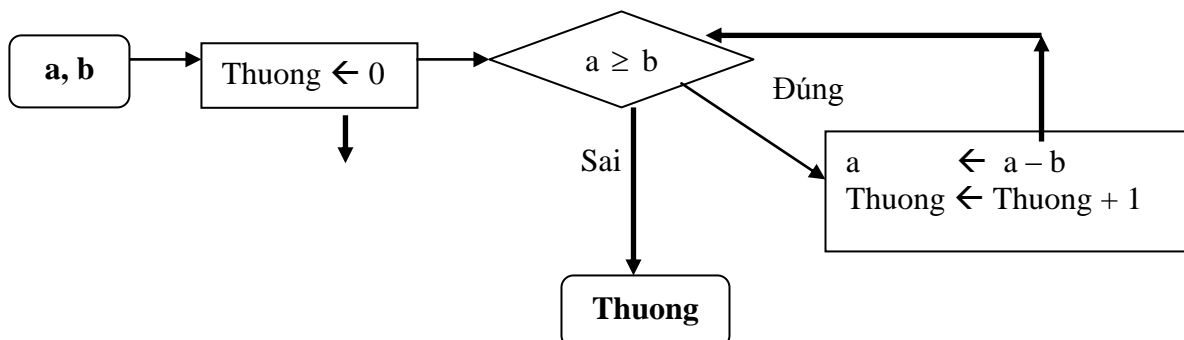 a, b
Thuong ← 0
a ≥ b
Đúng
Sai
a ← a – b
Thuong ← Thuong + 1
Thuong